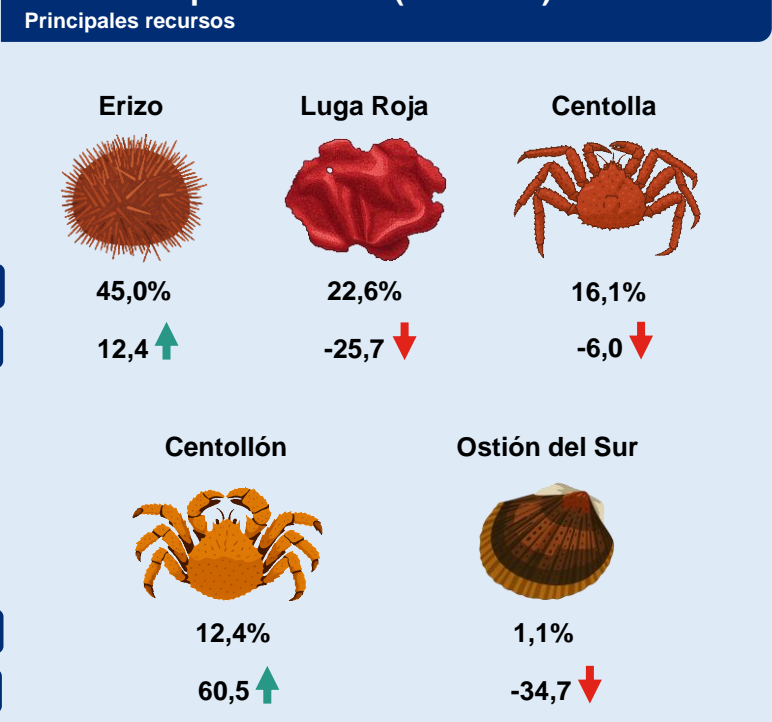 Principales recursos
Erizo Luga Roja Centolla
45,0% 22,6% 16,1%
12,4 -25,7 -6,0
Centollón Ostión del Sur
12,4% 1,1%
60,5 -34,7